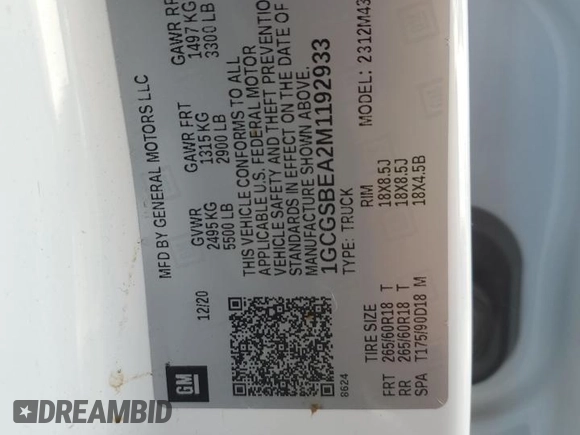 MFD BY GENERAL MOTORS LLC
12/20
GVWR
2495 KG
5500 LB
GAWR FRT
1315 KG
2900 LB
GAWR RR
1497 KG
3300 LB
THIS VEHICLE CONFORMS TO ALL
APPLICABLE U.S. FEDERAL MOTOR
VEHICLE SAFETY AND THEFT PREVENTION
STANDARDS IN EFFECT ON THE DATE OF
MANUFACTURE SHOWN ABOVE.
1GCGSBEA2M1192933
TYPE: TRUCK
MODEL: 2312M43
GM
8624
TIRE SIZE RIM
FRT 265/60R18 T 18X8.5J
RR 265/60R18 T 18X8.5J
SPA T175/90D18 M 18X4.5B
DREAMBID